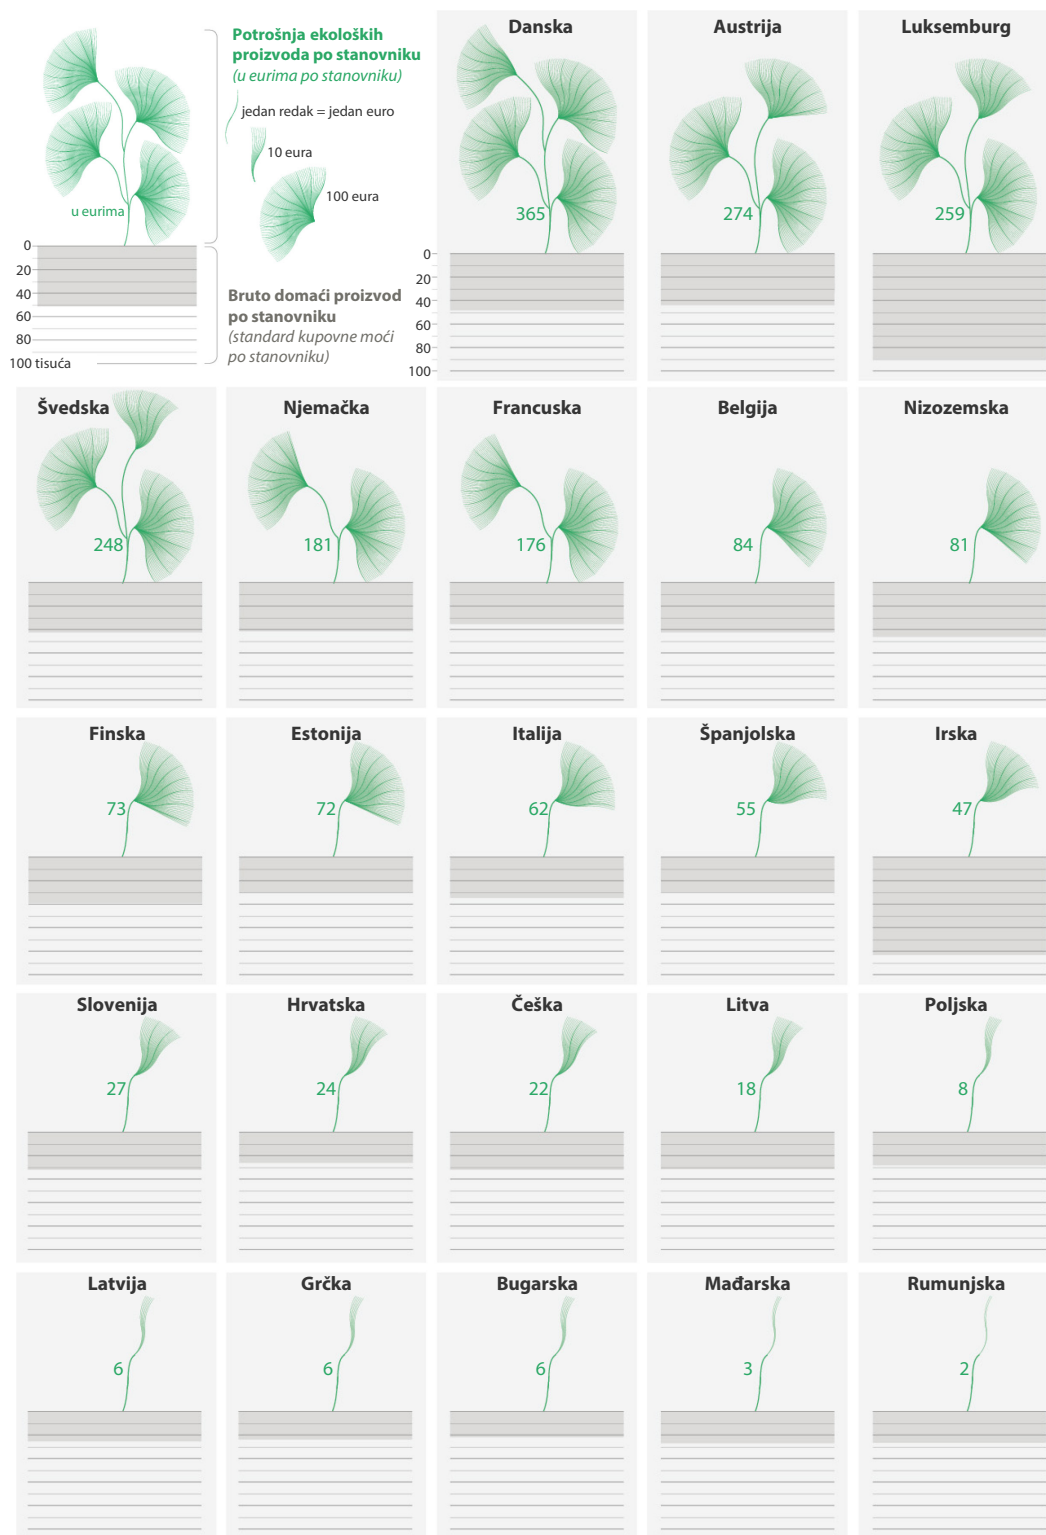 Potrošnja ekoloških
proizvoda po stanovniku
(u eurima po stanovniku)
jedan redak = jedan euro
10 eura
100 eura
u eurima
0
20
40
60
80
100 tisuća
Bruto domaći proizvod
po stanovniku
(standard kupovne moći
po stanovniku)
Danska
365
0
20
40
60
80
100
Austrija
274
Luksemburg
259
Švedska
248
Njemačka
181
Francuska
176
Belgija
84
Nizozemska
81
Finska
73
Estonija
72
Italija
62
Španjolska
55
Irska
47
Slovenija
27
Hrvatska
24
Češka
22
Litva
18
Poljska
8
Latvija
6
Grčka
6
Bugarska
6
Mađarska
3
Rumunjska
2